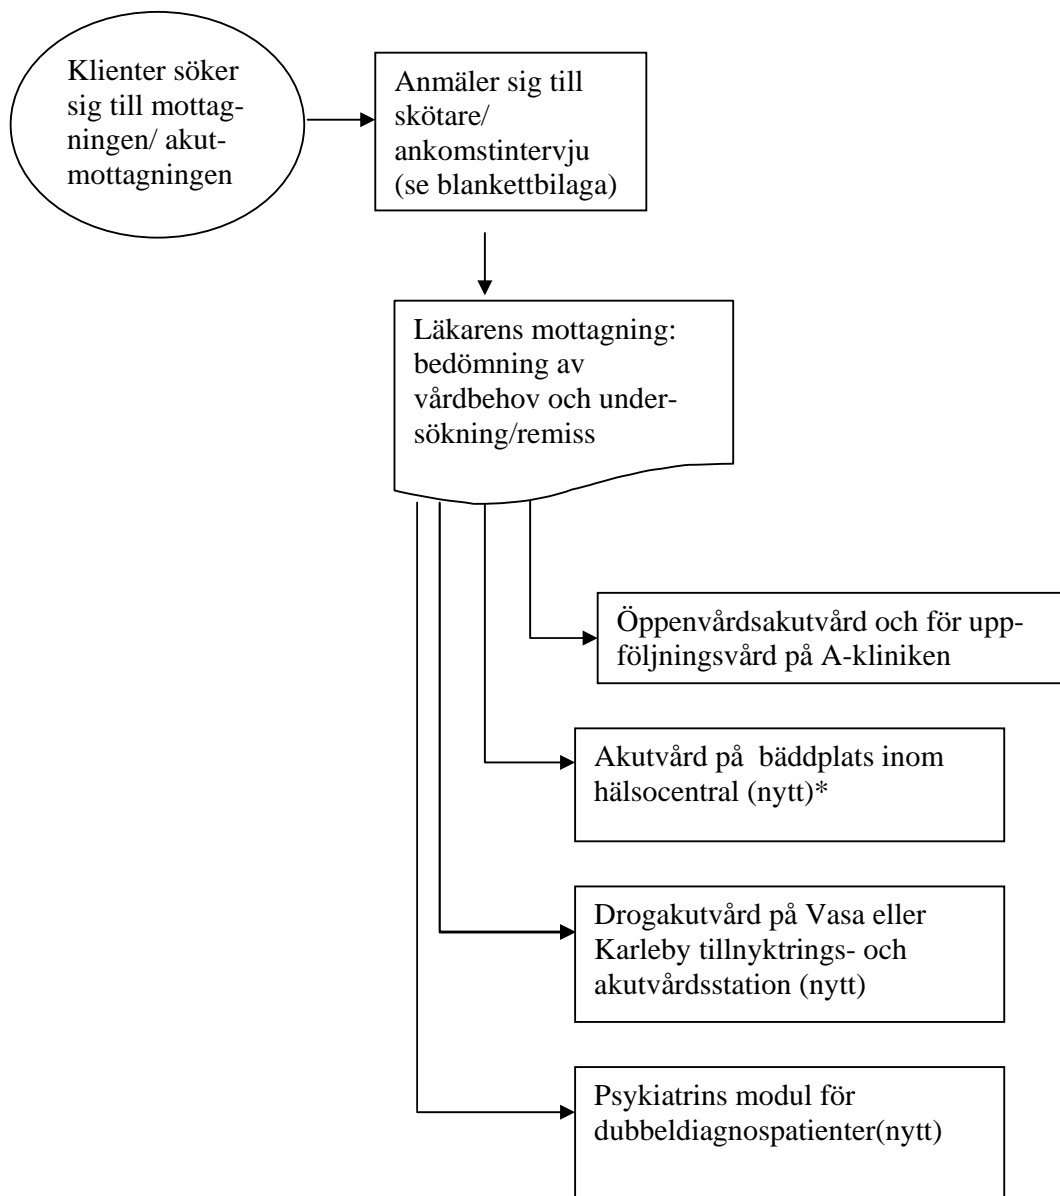 Klienter söker
sig till mottag-
ningen/ akut-
mottagningen
Anmäler sig till
skötare/
ankomstintervju
(se blankettbilaga)
Läkarens mottagning:
bedömning av
vårdbehov och under-
sökning/remiss
Öppenvårdsakutvård och för upp-
följningsvård på A-kliniken
Akutvård på  bäddplats inom
hälsocentral (nytt)*
Drogakutvård på Vasa eller
Karleby tillnyktrings- och
akutvårdsstation (nytt)
Psykiatrins modul för
dubbeldiagnospatienter(nytt)